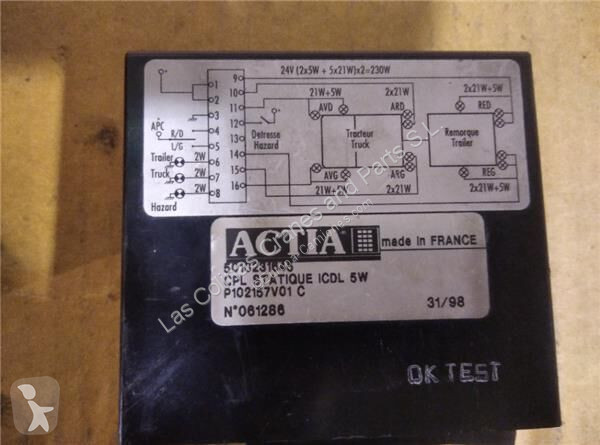 24V (2x5W + 5x21W)x2=230W
1 2 3 4 5 6 7 8
9 10 11 12 13 14 15 16
APC
R/D
L/G
Trailer 2W
Truck 2W
2W
Hazard
Detresse
Hazard
21W+5W
2x21W
2x21W+5W
AVD
ARD
RED
Tracteur
Truck
Remorque
Trailer
AVG
ARG
REG
21W+5W
2x21W
2x21W+5W
ACTIA
made in FRANCE
CPL STATIQUE ICDL 5W
P102157V01 C
N°061286
31/98
OK TEST